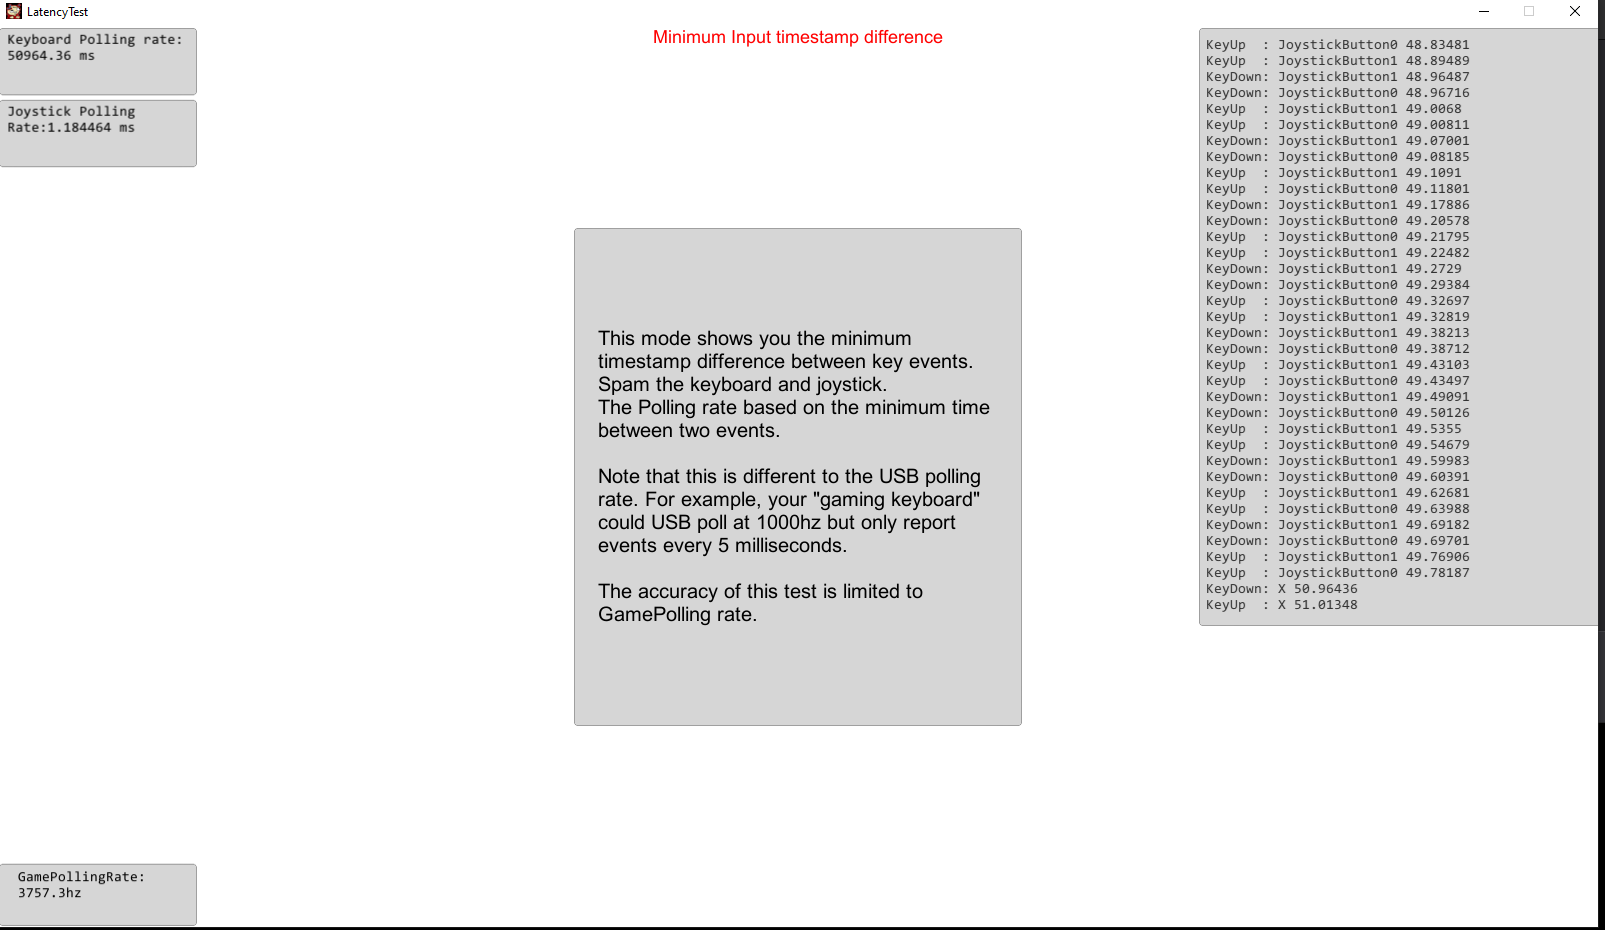 LatencyTest
Keyboard Polling rate:
50964.36 ms
Joystick Polling
Rate:1.184464 ms
Minimum Input timestamp difference
This mode shows you the minimum
timestamp difference between key events.
Spam the keyboard and joystick.
The Polling rate based on the minimum time
between two events.
Note that this is different to the USB polling
rate. For example, your "gaming keyboard"
could USB poll at 1000hz but only report
events every 5 milliseconds.
The accuracy of this test is limited to
GamePolling rate.
KeyUp  : JoystickButton0 48.83481
KeyUp  : JoystickButton1 48.89489
KeyDown: JoystickButton1 48.96487
KeyDown: JoystickButton0 48.96716
KeyUp  : JoystickButton1 49.0068
KeyUp  : JoystickButton0 49.00811
KeyDown: JoystickButton1 49.07001
KeyDown: JoystickButton0 49.08185
KeyUp  : JoystickButton1 49.1091
KeyUp  : JoystickButton0 49.11801
KeyDown: JoystickButton1 49.17886
KeyDown: JoystickButton0 49.20578
KeyUp  : JoystickButton0 49.21795
KeyUp  : JoystickButton1 49.22482
KeyDown: JoystickButton1 49.2729
KeyDown: JoystickButton0 49.29384
KeyUp  : JoystickButton0 49.32697
KeyUp  : JoystickButton1 49.32819
KeyDown: JoystickButton1 49.38213
KeyDown: JoystickButton0 49.38712
KeyUp  : JoystickButton1 49.43103
KeyUp  : JoystickButton0 49.43497
KeyDown: JoystickButton1 49.49091
KeyDown: JoystickButton0 49.50126
KeyUp  : JoystickButton1 49.5355
KeyUp  : JoystickButton0 49.54679
KeyDown: JoystickButton1 49.59983
KeyDown: JoystickButton0 49.60391
KeyUp  : JoystickButton1 49.62681
KeyUp  : JoystickButton0 49.63988
KeyDown: JoystickButton1 49.69182
KeyDown: JoystickButton0 49.69701
KeyUp  : JoystickButton1 49.76906
KeyUp  : JoystickButton0 49.78187
KeyDown: X 50.96436
KeyUp  : X 51.01348
GamePollingRate:
3757.3hz